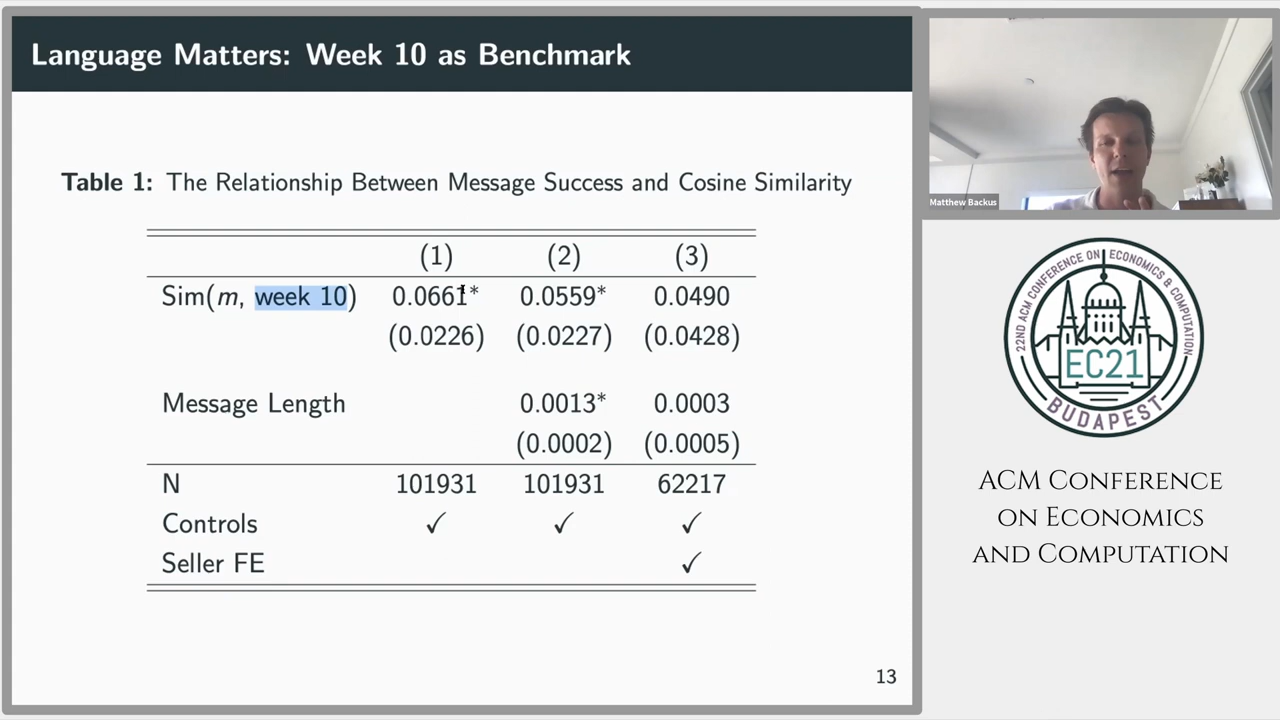 Language Matters: Week 10 as Benchmark
Table 1: The Relationship Between Message Success and Cosine Similarity
(1) (2) (3)
Sim(m, week 10) 0.0661* 0.0559* 0.0490
(0.0226) (0.0227) (0.0428)
Message Length 0.0013* 0.0003
(0.0002) (0.0005)
N 101931 101931 62217
Controls ✓ ✓ ✓
Seller FE ✓
13
Matthew Backus
22ND ACM CONFERENCE ON ECONOMICS & COMPUTATION
EC21
BUDAPEST
ACM Conference
on Economics
and Computation